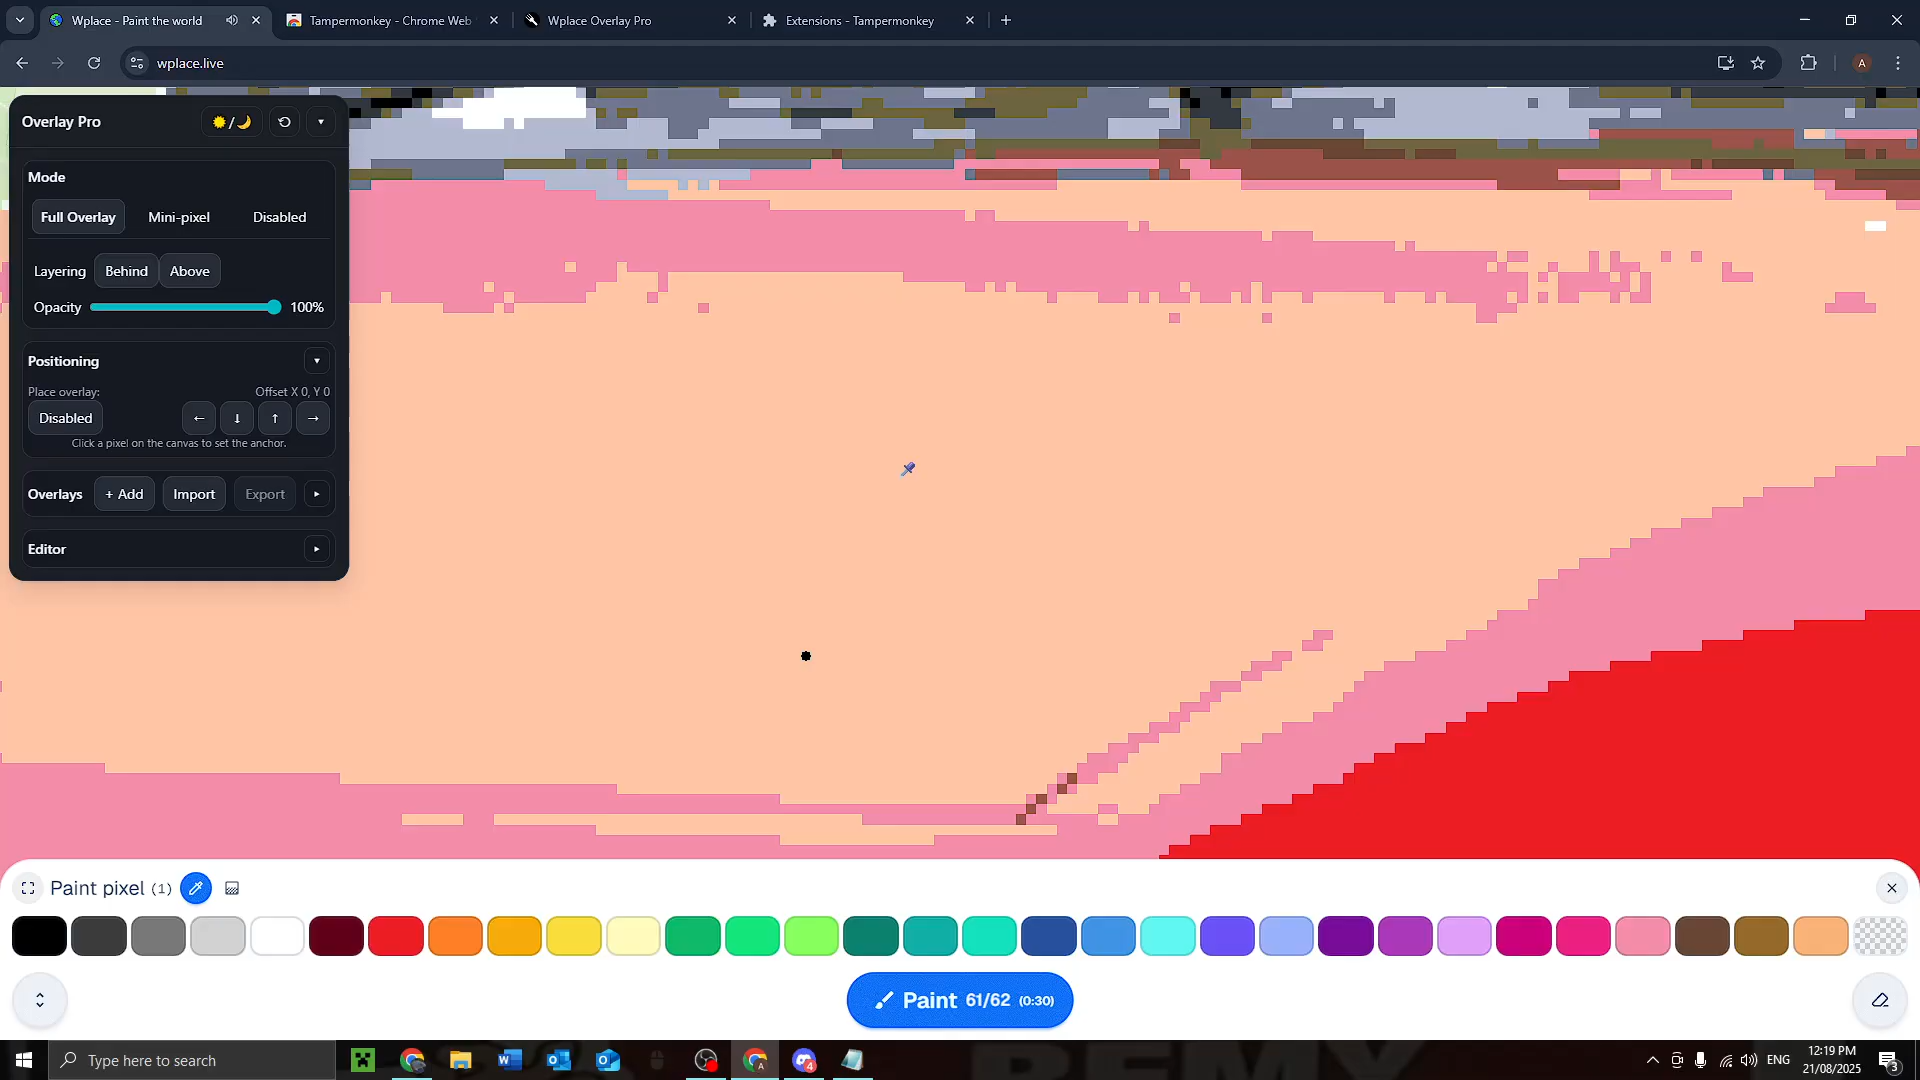 Wplace - Paint the world
Tampermonkey - Chrome Web
Wplace Overlay Pro
Extensions - Tampermonkey
wplace.live
A
Overlay Pro
Mode
Full Overlay Mini-pixel Disabled
Layering Behind Above
Opacity 100%
Positioning
Place overlay: Offset X 0, Y 0
Disabled
Click a pixel on the canvas to set the anchor.
Overlays + Add Import Export
Editor
Paint pixel (1)
Paint 61/62 (0:30)
Type here to search
ENG
12:19 PM
21/08/2025
3